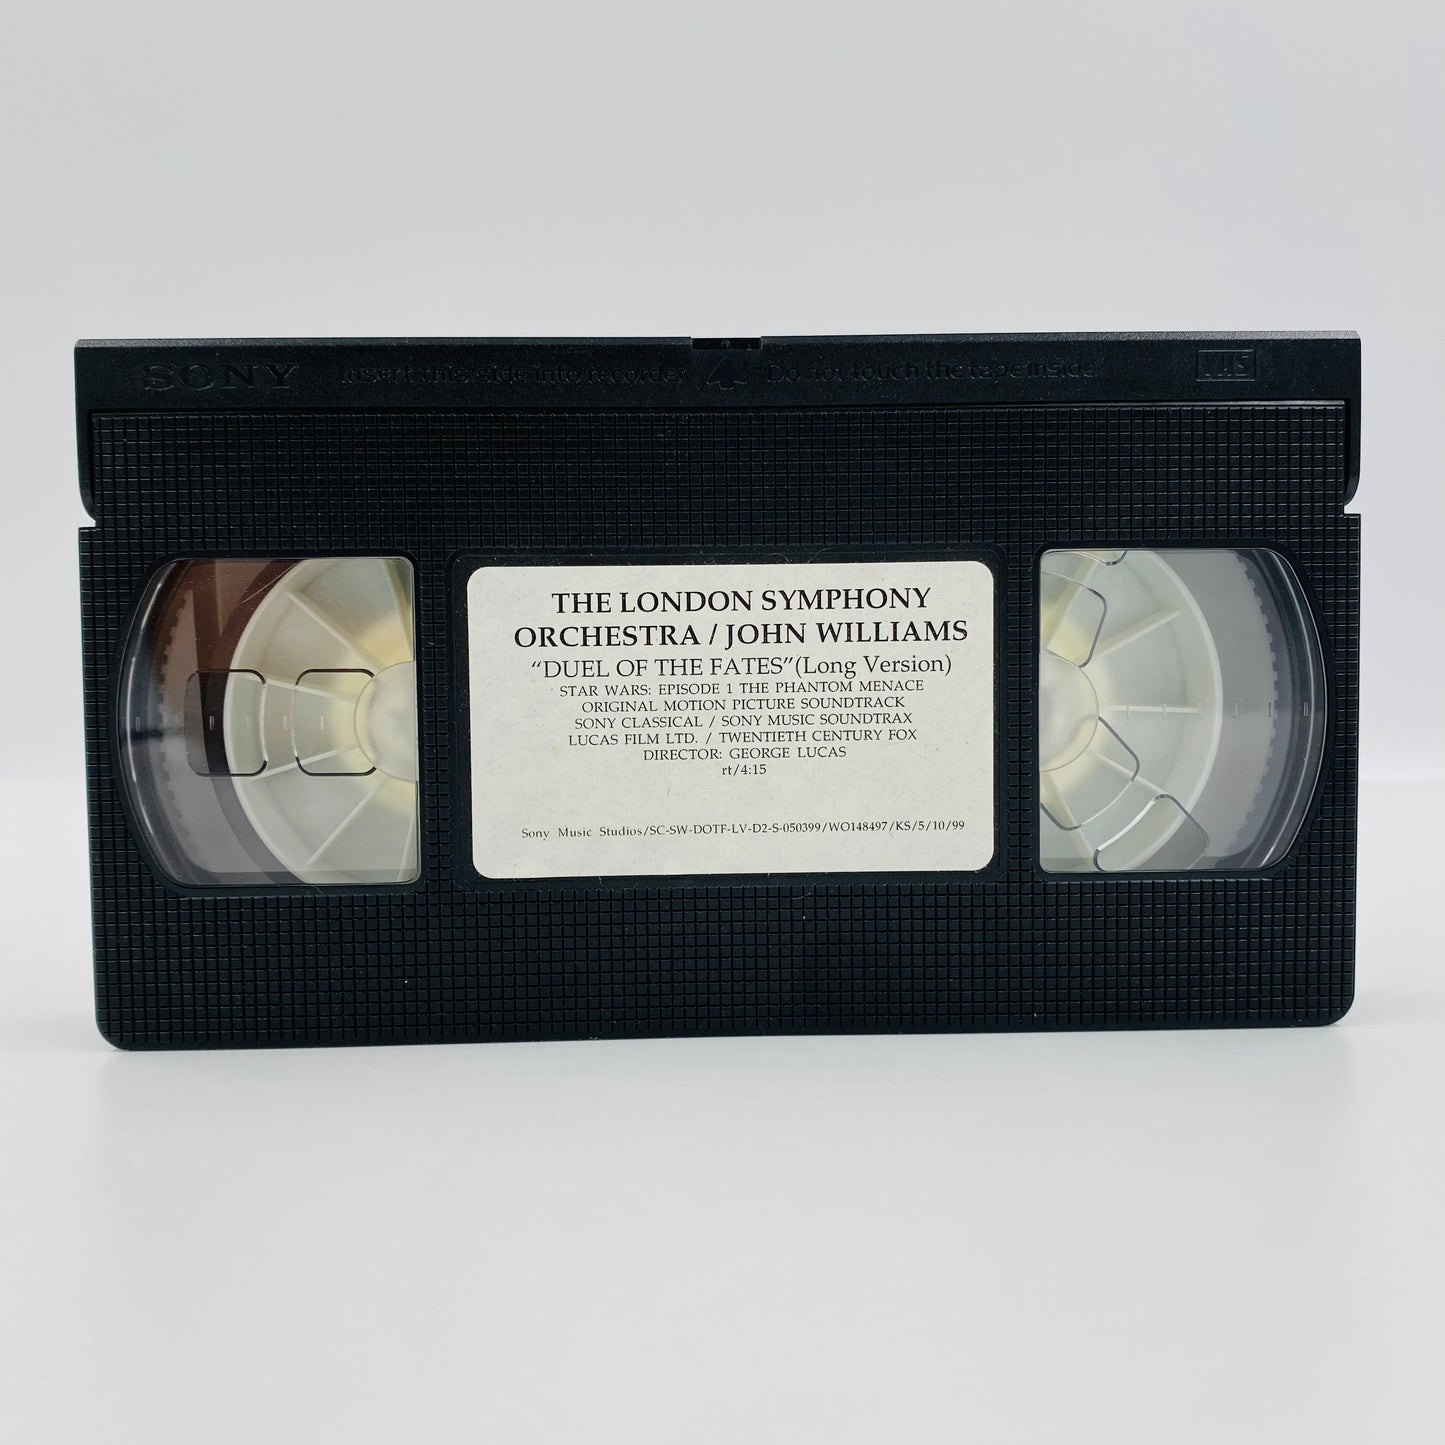 SONY Insert this side into recorder Do not touch the tape inside VHS
THE LONDON SYMPHONY
ORCHESTRA / JOHN WILLIAMS
“DUEL OF THE FATES”(Long Version)
STAR WARS: EPISODE 1 THE PHANTOM MENACE
ORIGINAL MOTION PICTURE SOUNDTRACK
SONY CLASSICAL / SONY MUSIC SOUNDTRAX
LUCAS FILM LTD. / TWENTIETH CENTURY FOX
DIRECTOR: GEORGE LUCAS
rt/4:15
Sony Music Studios/SC-SW-DOTF-LV-D2-S-050399/WO148497/KS/5/10/99